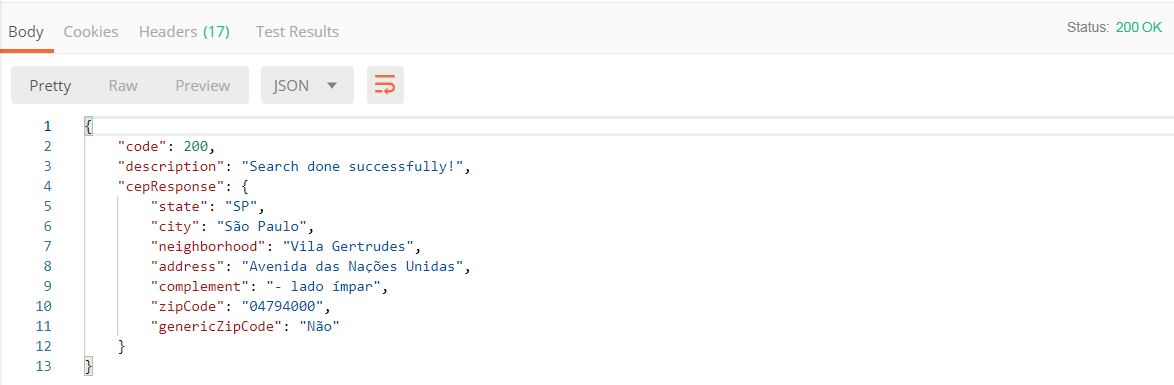 Body Cookies Headers (17) Test Results Status: 200 OK
Pretty Raw Preview JSON
1 {
2 "code": 200,
3 "description": "Search done successfully!",
4 "cepResponse": {
5 "state": "SP",
6 "city": "São Paulo",
7 "neighborhood": "Vila Gertrudes",
8 "address": "Avenida das Nações Unidas",
9 "complement": "- lado ímpar",
10 "zipCode": "04794000",
11 "genericZipCode": "Não"
12 }
13 }